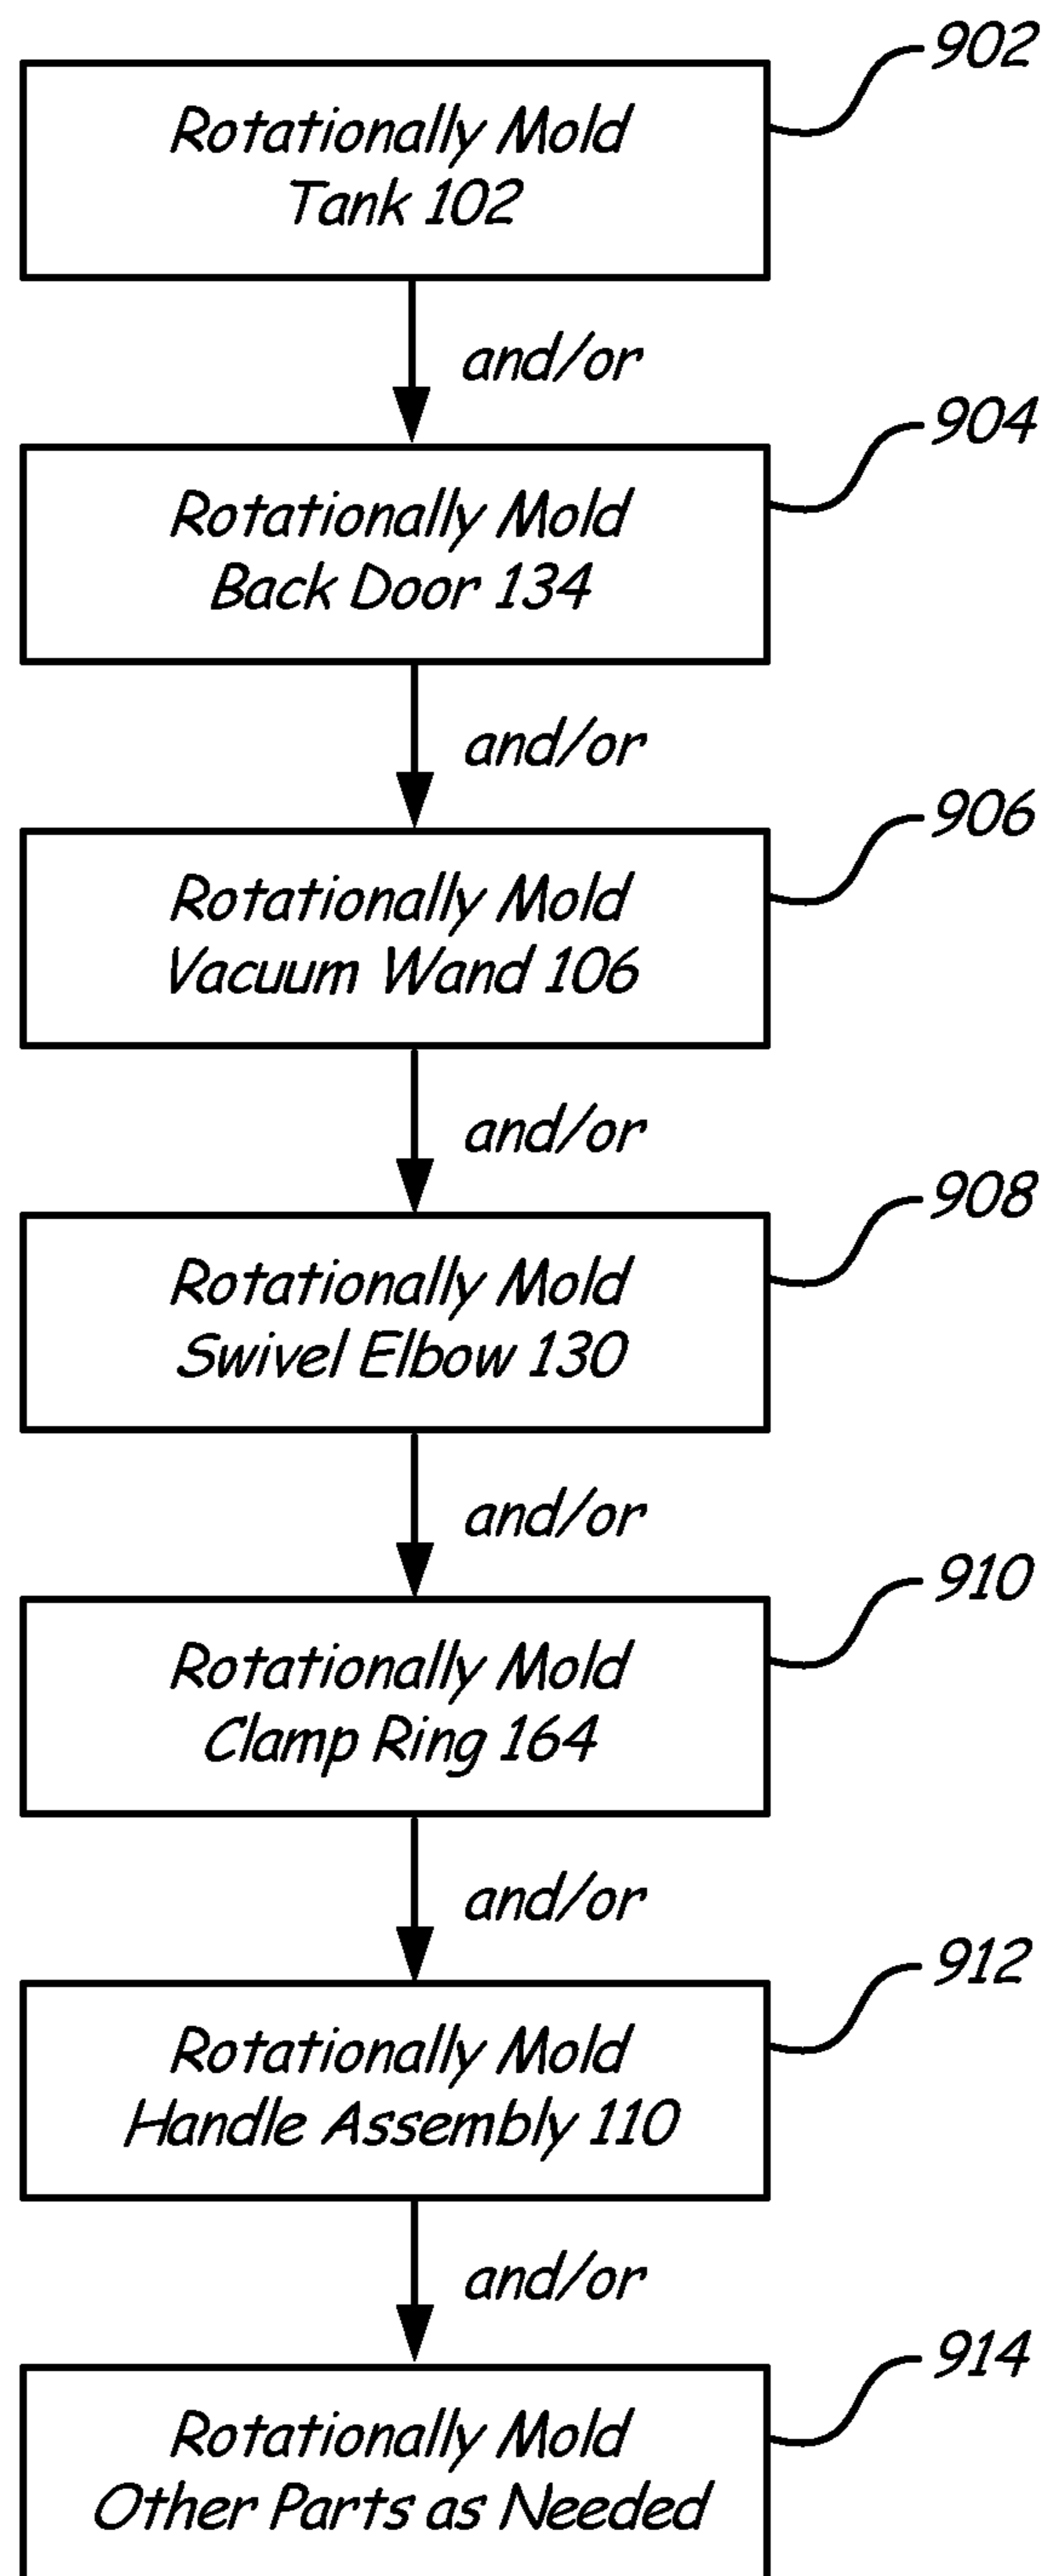 902
Rotationally Mold
Tank 102
and/or
904
Rotationally Mold
Back Door 134
and/or
906
Rotationally Mold
Vacuum Wand 106
and/or
908
Rotationally Mold
Swivel Elbow 130
and/or
910
Rotationally Mold
Clamp Ring 164
and/or
912
Rotationally Mold
Handle Assembly 110
and/or
914
Rotationally Mold
Other Parts as Needed